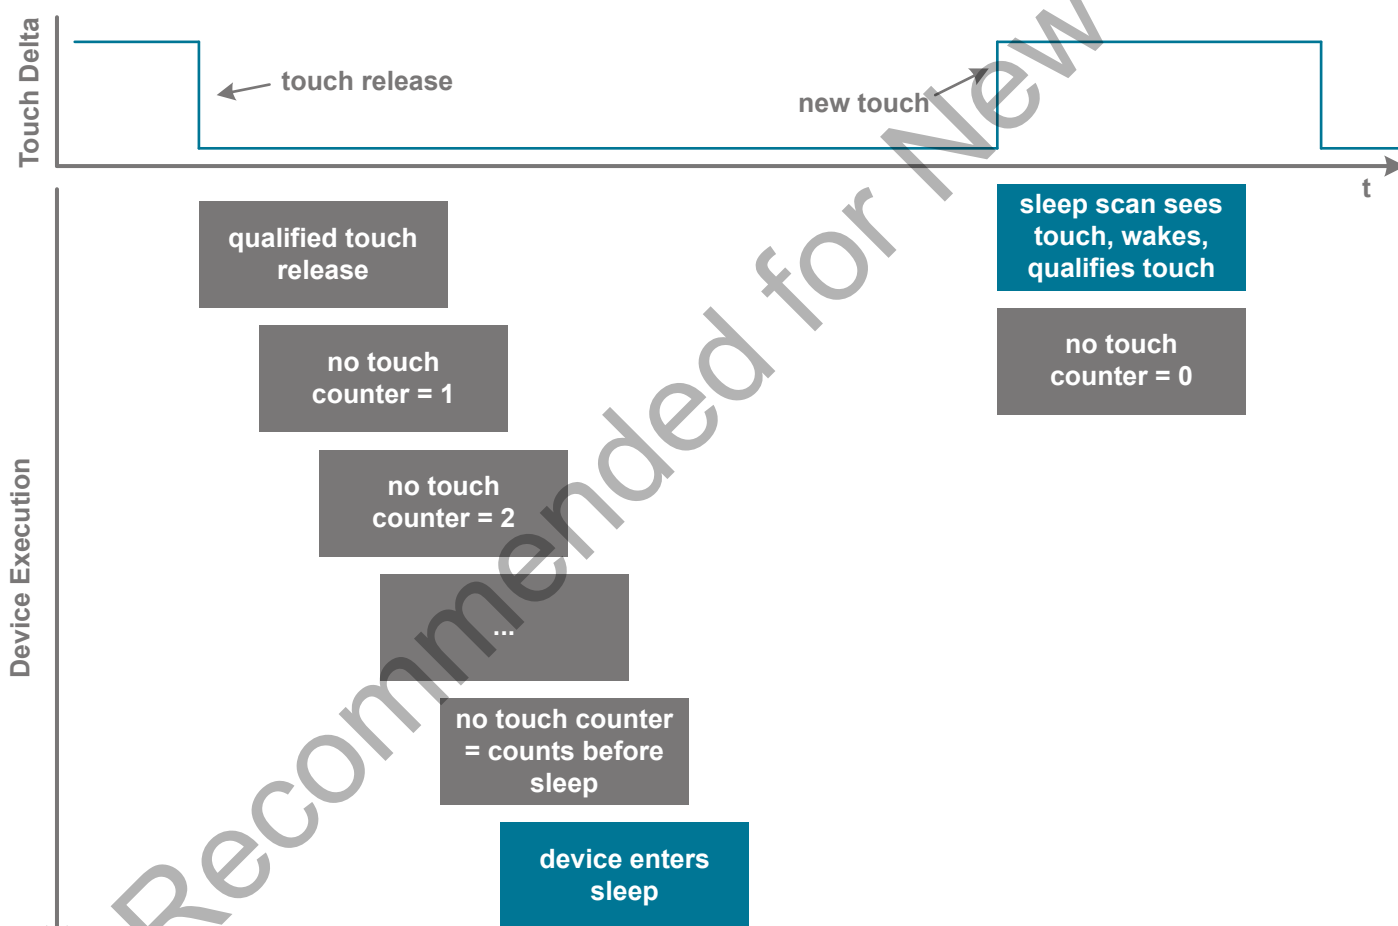 Touch Delta
touch release
new touch
t
Device Execution
qualified touch
release
no touch
counter = 1
no touch
counter = 2
...
no touch counter
= counts before
sleep
device enters
sleep
sleep scan sees
touch, wakes,
qualifies touch
no touch
counter = 0
Recommended for New